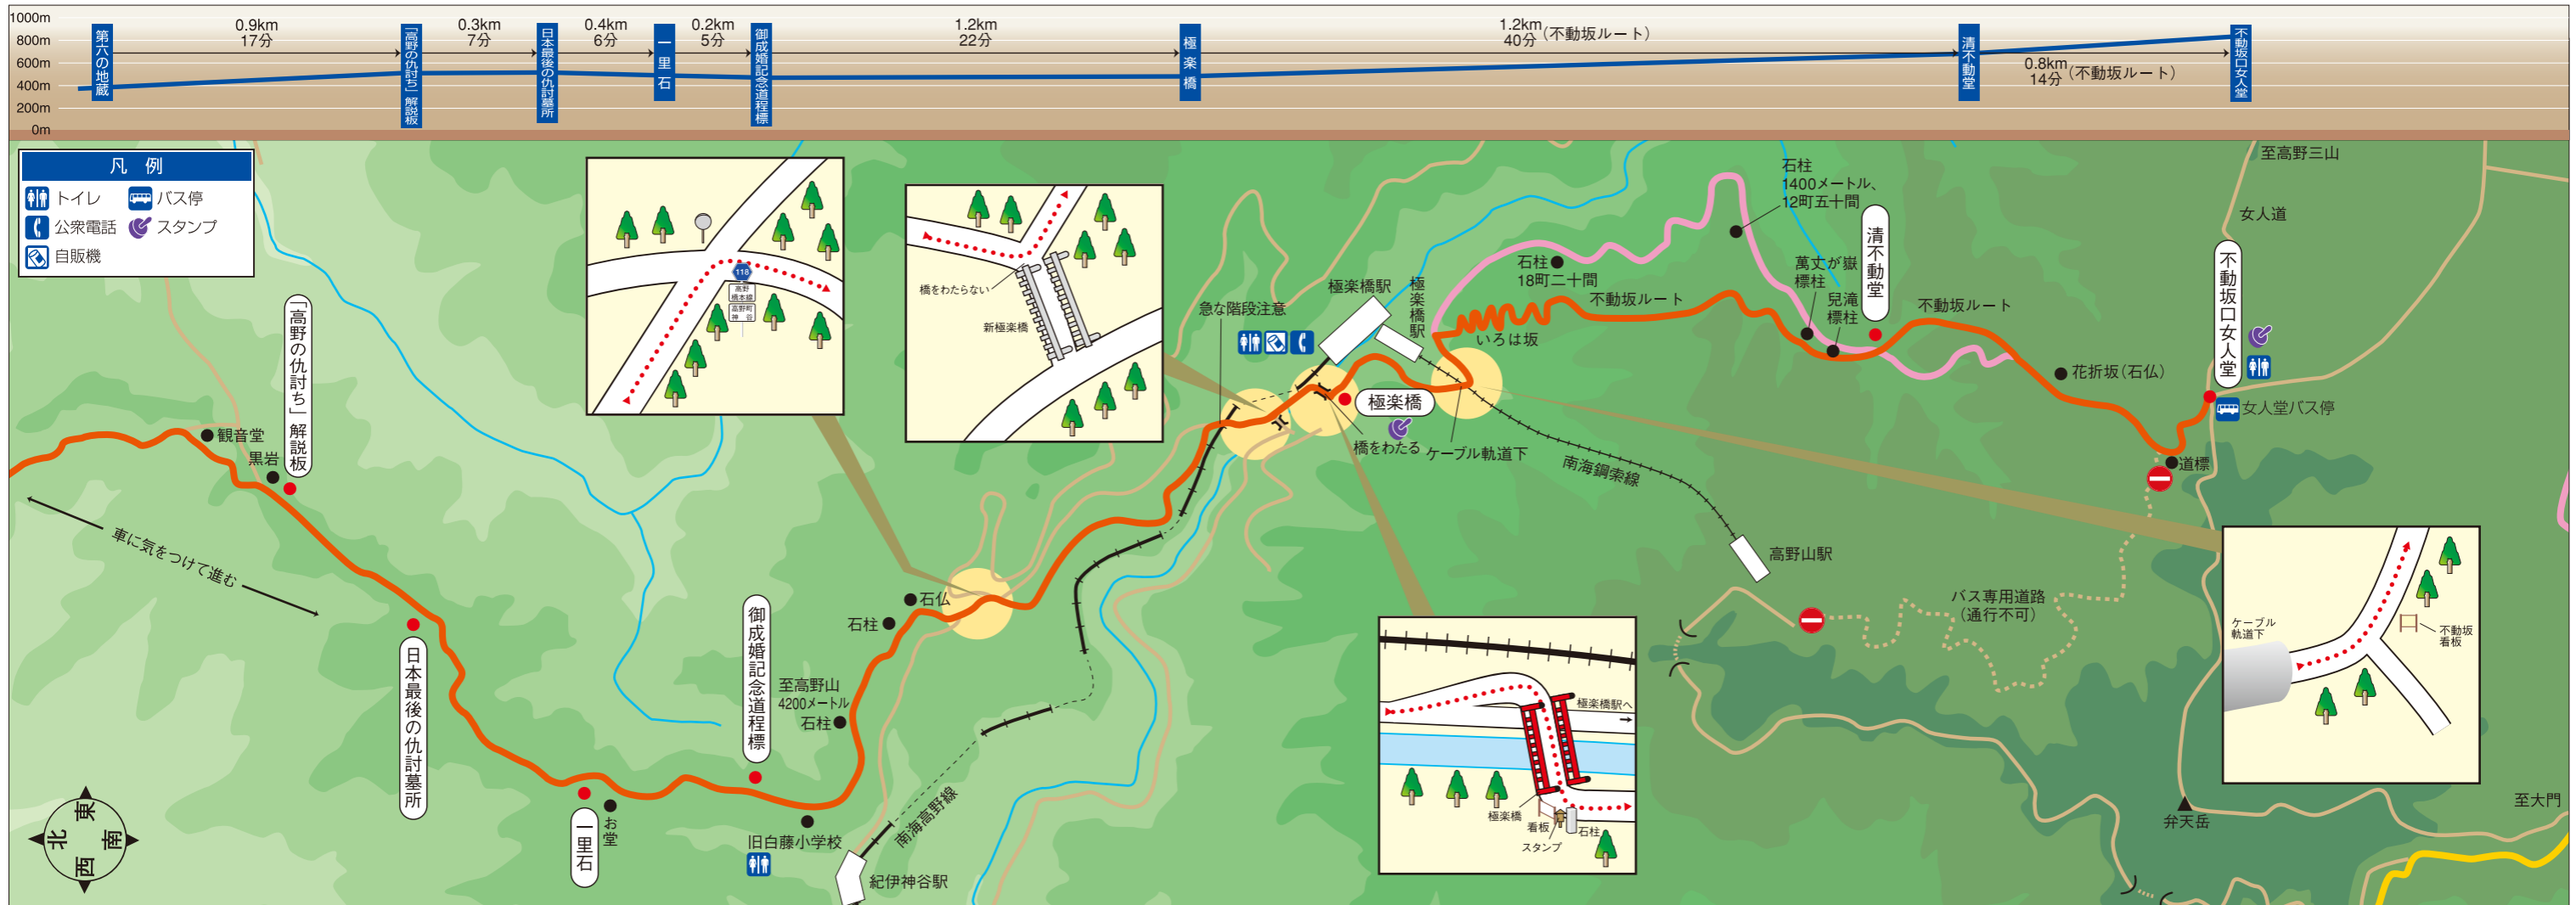 1000m
800m
600m
400m
200m
0m
第六の地蔵
0.9km
17分
「高野の仇討ち」解説板
0.3km
7分
日本最後の仇討墓所
0.4km
6分
一里石
0.2km
5分
御成婚記念道程標
1.2km
22分
極楽橋
1.2km
40分(不動坂ルート)
清不動堂
0.8km
14分(不動坂ルート)
不動坂口女人堂
凡 例
トイレ
バス停
公衆電話
スタンプ
自販機
118
高野
橋本線
高野町
神谷
橋をわたらない
新極楽橋
急な階段注意
極楽橋駅
極楽橋駅
石柱
18町二十間
石柱
1400メートル、
12町五十間
萬丈が嶽
標柱
兒滝
標柱
清不動堂
不動坂ルート
不動坂ルート
いろは坂
至高野三山
女人道
不動坂口女人堂
女人堂バス停
花折坂(石仏)
道標
極楽橋
橋をわたる
ケーブル軌道下
南海鋼索線
高野山駅
バス専用道路
(通行不可)
ケーブル
軌道下
不動坂
看板
至大門
弁天岳
観音堂
黒岩
「高野の仇討ち」解説板
車に気をつけて進む
日本最後の仇討墓所
一里石
お堂
御成婚記念道程標
至高野山
4200メートル
石柱
石柱
石仏
旧白藤小学校
紀伊神谷駅
南海高野線
極楽橋駅へ
極楽橋
看板
スタンプ
石柱
東
北
南
西